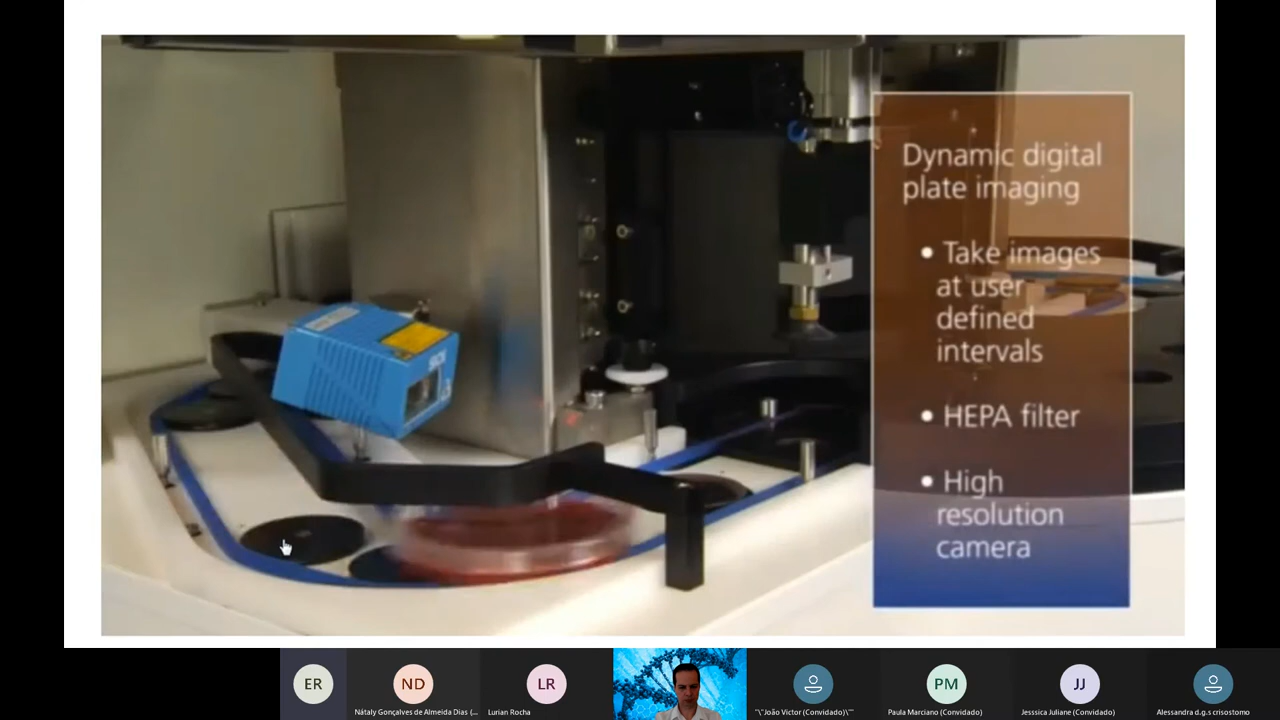 Dynamic digital
plate imaging
• Take images
at user
defined
intervals
• HEPA filter
• High
resolution
camera
ER
ND
LR
PM
JJ
Nátaly Gonçalves de Almeida Dias (...
Lurian Rocha
"\"João Victor (Convidado)\""
Paula Marciano (Convidado)
Jesssica Juliane (Convidado)
Alessandra d.g.s crisostomo